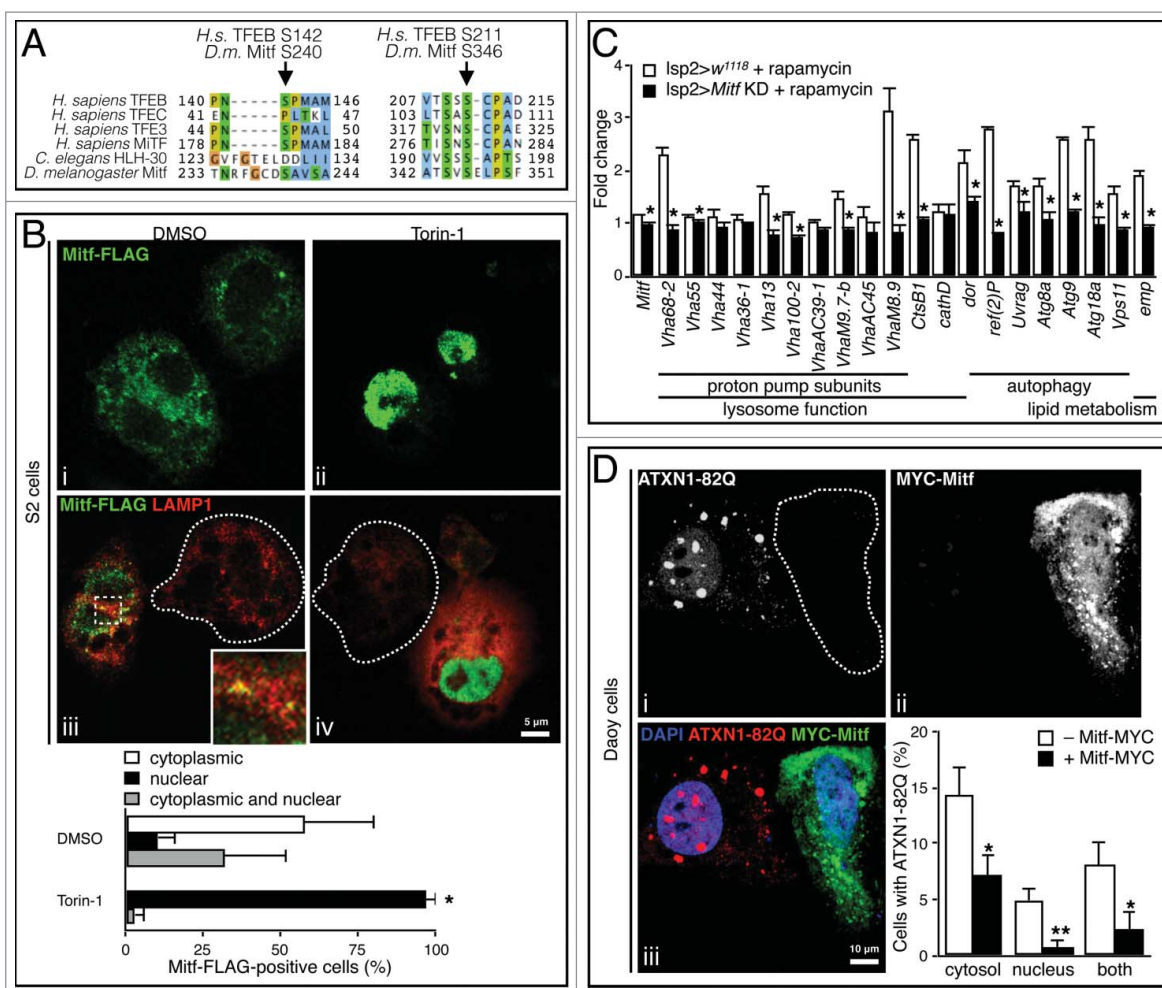 A
H.s. TFEB S142
D.m. Mitf S240
H.s. TFEB S211
D.m. Mitf S346
H. sapiens TFEB 140 PN-----SPMAM 146 207 VTSSS-CPAD 215
H. sapiens TFEC 41 EN-----PLTKL 47 103 LTSAS-CPAD 111
H. sapiens TFE3 44 PN-----SPMAL 50 317 TVSNS-CPAE 325
H. sapiens MiTF 178 PN-----SPMAM 184 276 TISNS-CPAN 284
C. elegans HLH-30 123 GVFGTELDDLII 134 190 VVSSS-APTS 198
D. melanogaster Mitf 233 TNRFGCDSAVSA 244 342 ATSVSELPSF 351
B
DMSO
Torin-1
Mitf-FLAG
i
ii
S2 cells
Mitf-FLAG LAMP1
iii
iv
5 µm
cytoplasmic
nuclear
cytoplasmic and nuclear
DMSO
Torin-1
*
0 25 50 75 100
Mitf-FLAG-positive cells (%)
C
lsp2>w1118 + rapamycin
lsp2>Mitf KD + rapamycin
Fold change
4
3
2
1
0
* * * * * * * * * * * * * * * *
Mitf
Vha68-2
Vha55
Vha44
Vha36-1
Vha13
Vha100-2
VhaAC39-1
VhaM9.7-b
VhaAC45
VhaM8.9
CtsB1
cathD
dor
ref(2)P
Uvrag
Atg8a
Atg9
Atg18a
Vps11
emp
proton pump subunits
autophagy
lysosome function
lipid metabolism
D
ATXN1-82Q
MYC-Mitf
i
ii
Daoy cells
DAPI ATXN1-82Q MYC-Mitf
iii
10 µm
– Mitf-MYC
+ Mitf-MYC
Cells with ATXN1-82Q (%)
20
15
10
5
0
*
**
*
cytosol nucleus both